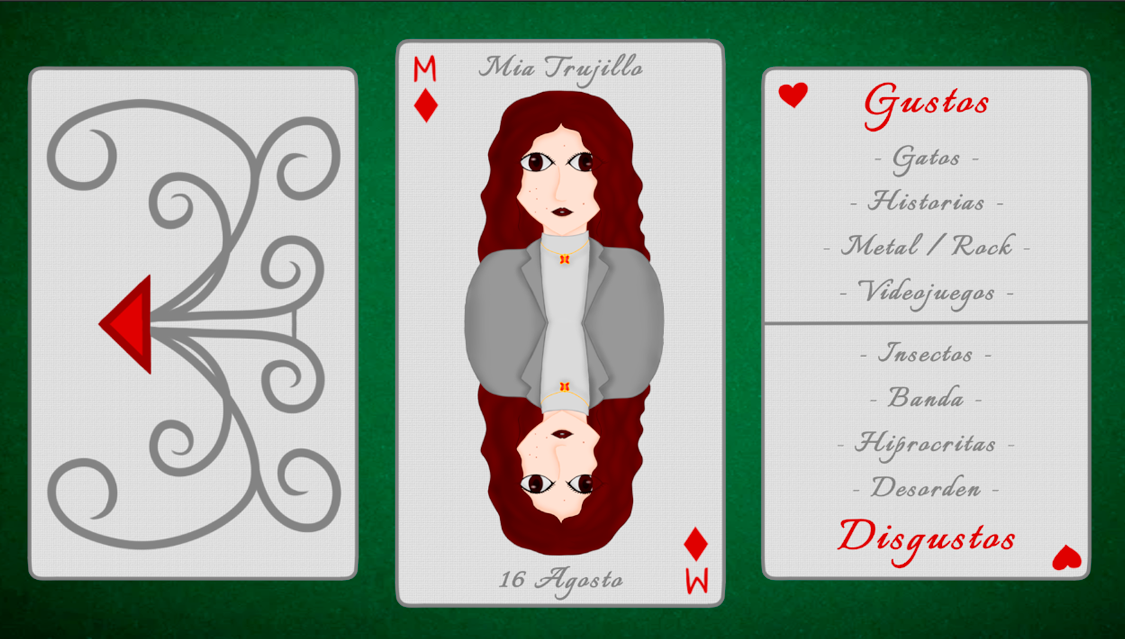 M
Mia Trujillo
16 Agosto
M
Gustos
- Gatos -
- Historias -
- Metal / Rock -
- Videojuegos -
- Insectos -
- Banda -
- Hiprocritas -
- Desorden -
Disgustos